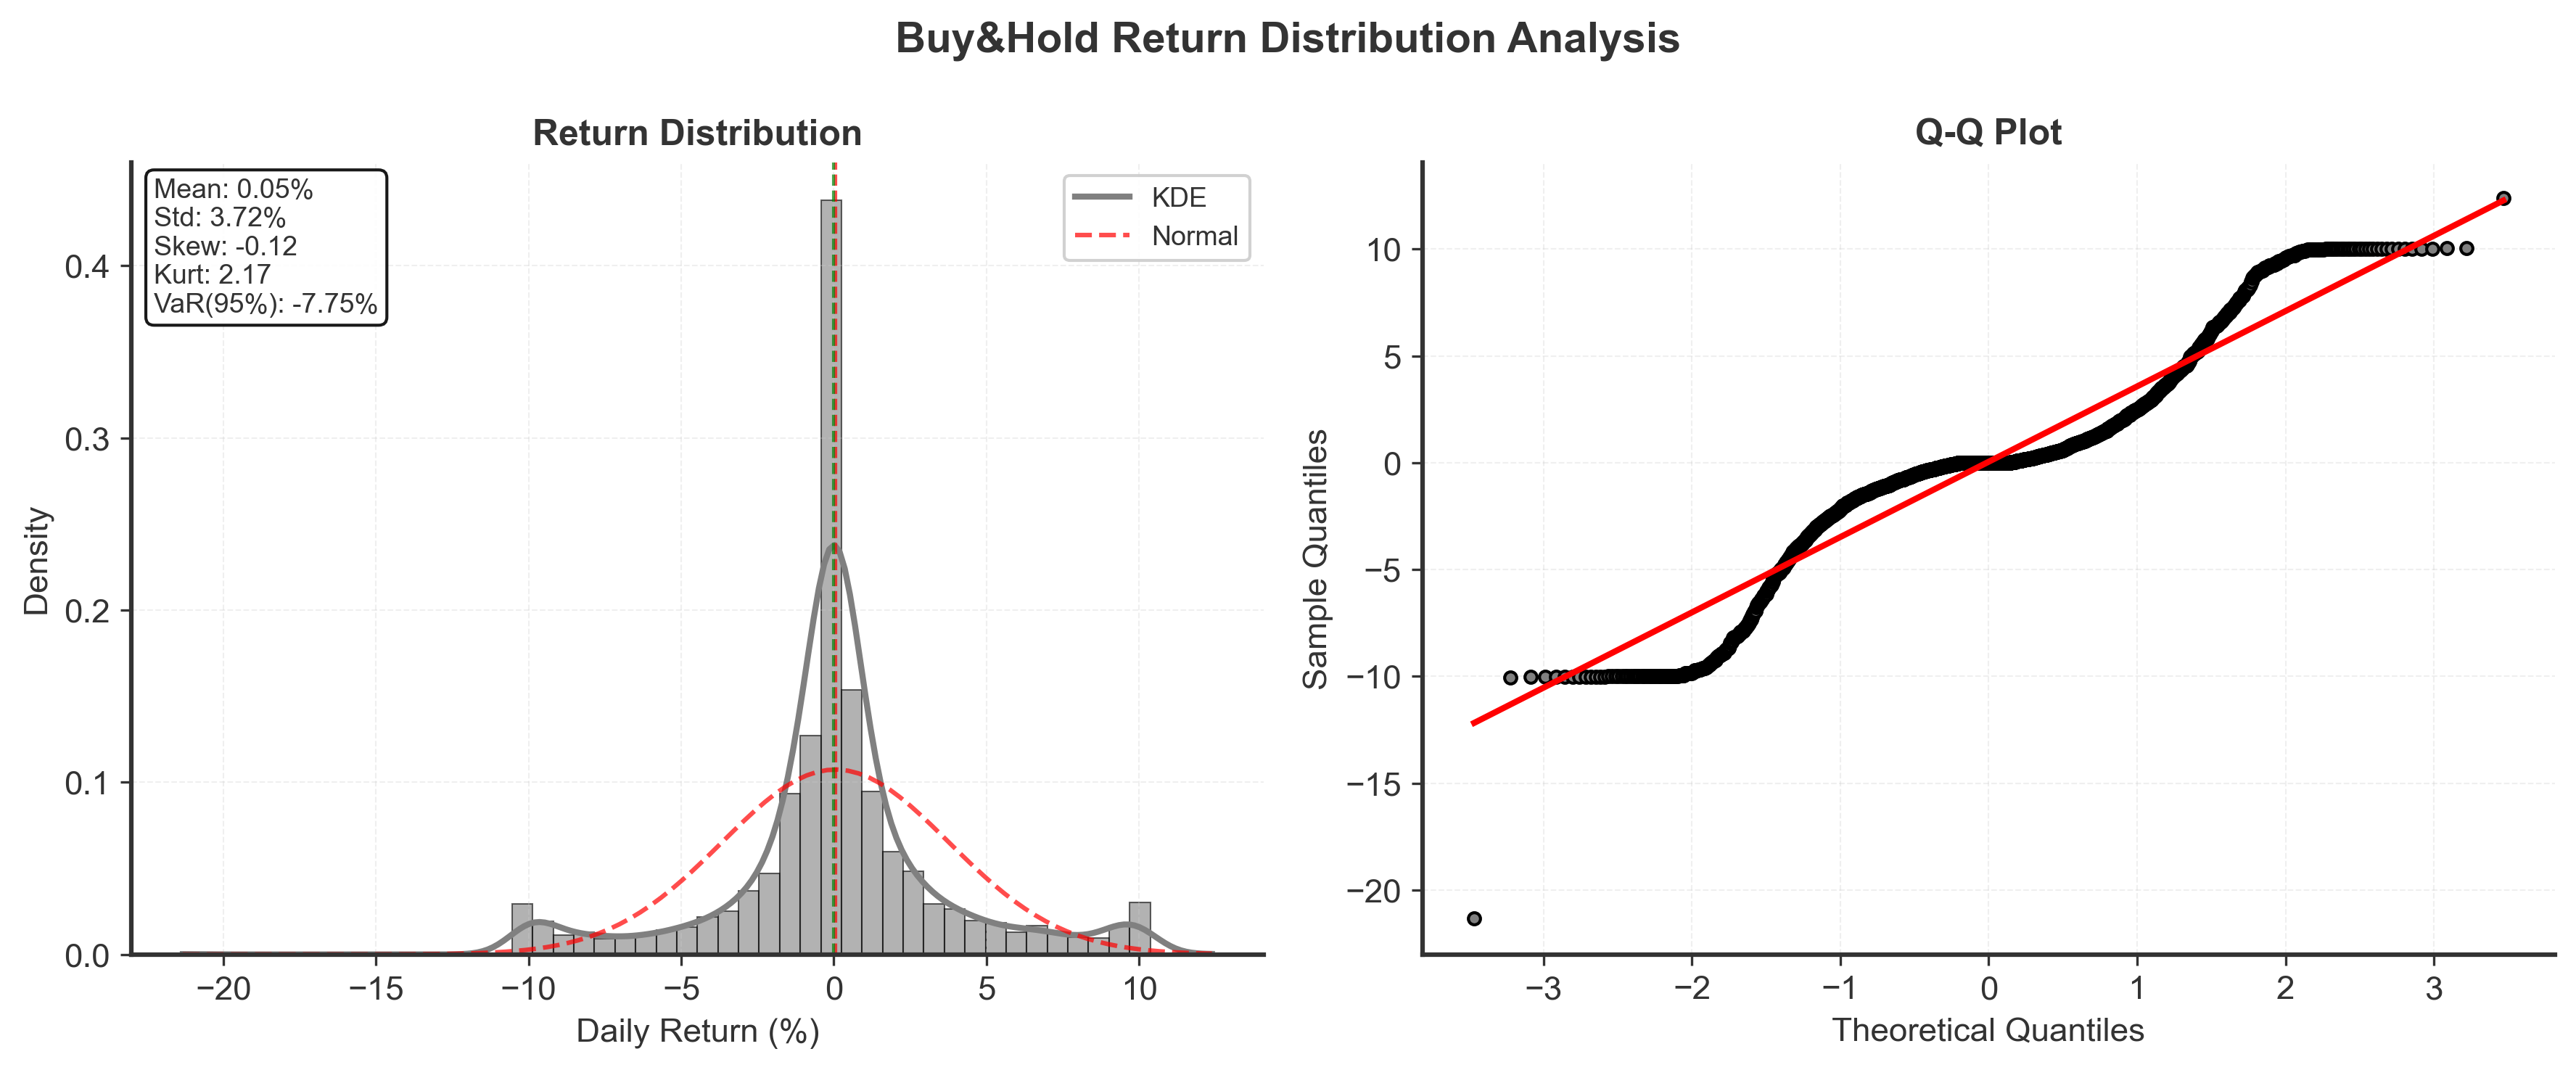 Buy&Hold Return Distribution Analysis
Return Distribution
Mean: 0.05%
Std: 3.72%
Skew: -0.12
Kurt: 2.17
VaR(95%): -7.75%
KDE
Normal
Density
0.4
0.3
0.2
0.1
0.0
−20
−15
−10
−5
0
5
10
Daily Return (%)
Q-Q Plot
Sample Quantiles
10
5
0
−5
−10
−15
−20
−3
−2
−1
0
1
2
3
Theoretical Quantiles